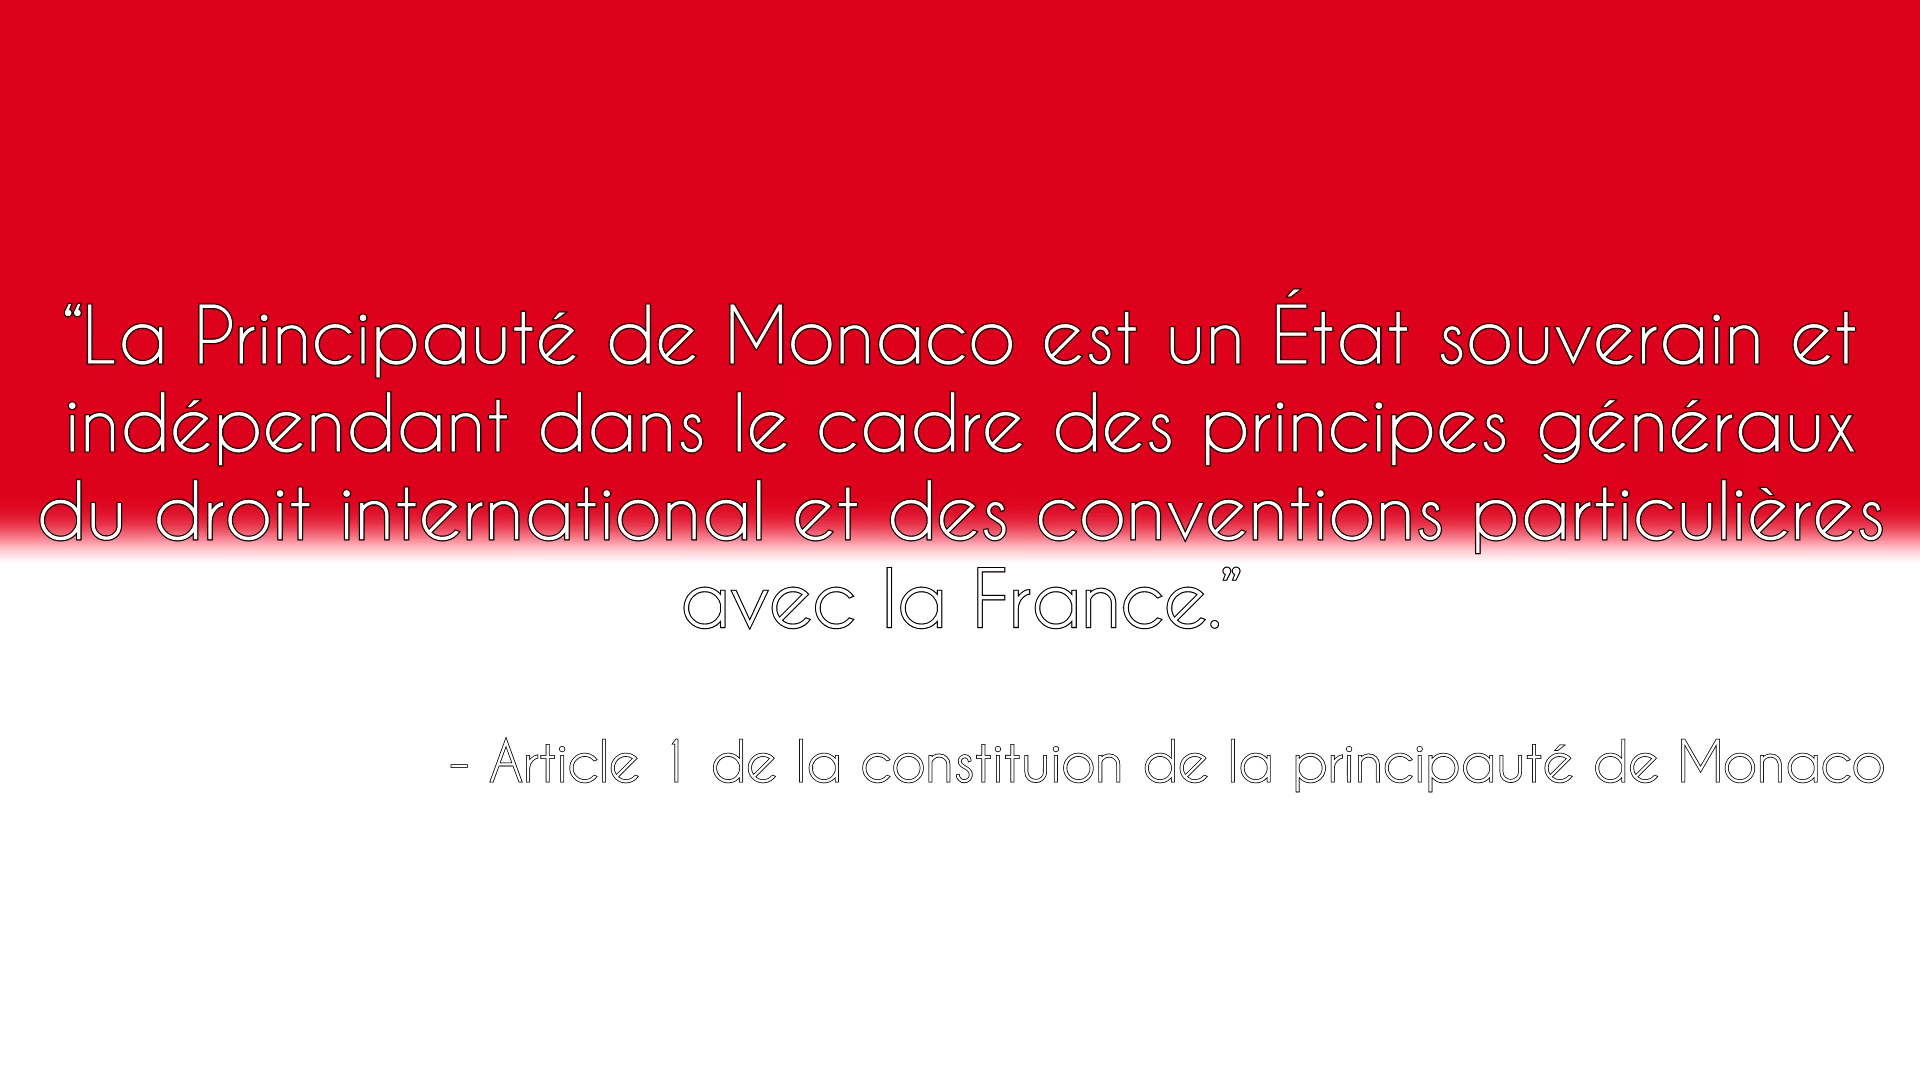 “La Principauté de Monaco est un État souverain et
indépendant dans le cadre des principes généraux
du droit international et des conventions particulières
avec la France.”
- Article 1 de la constituion de la principauté de Monaco